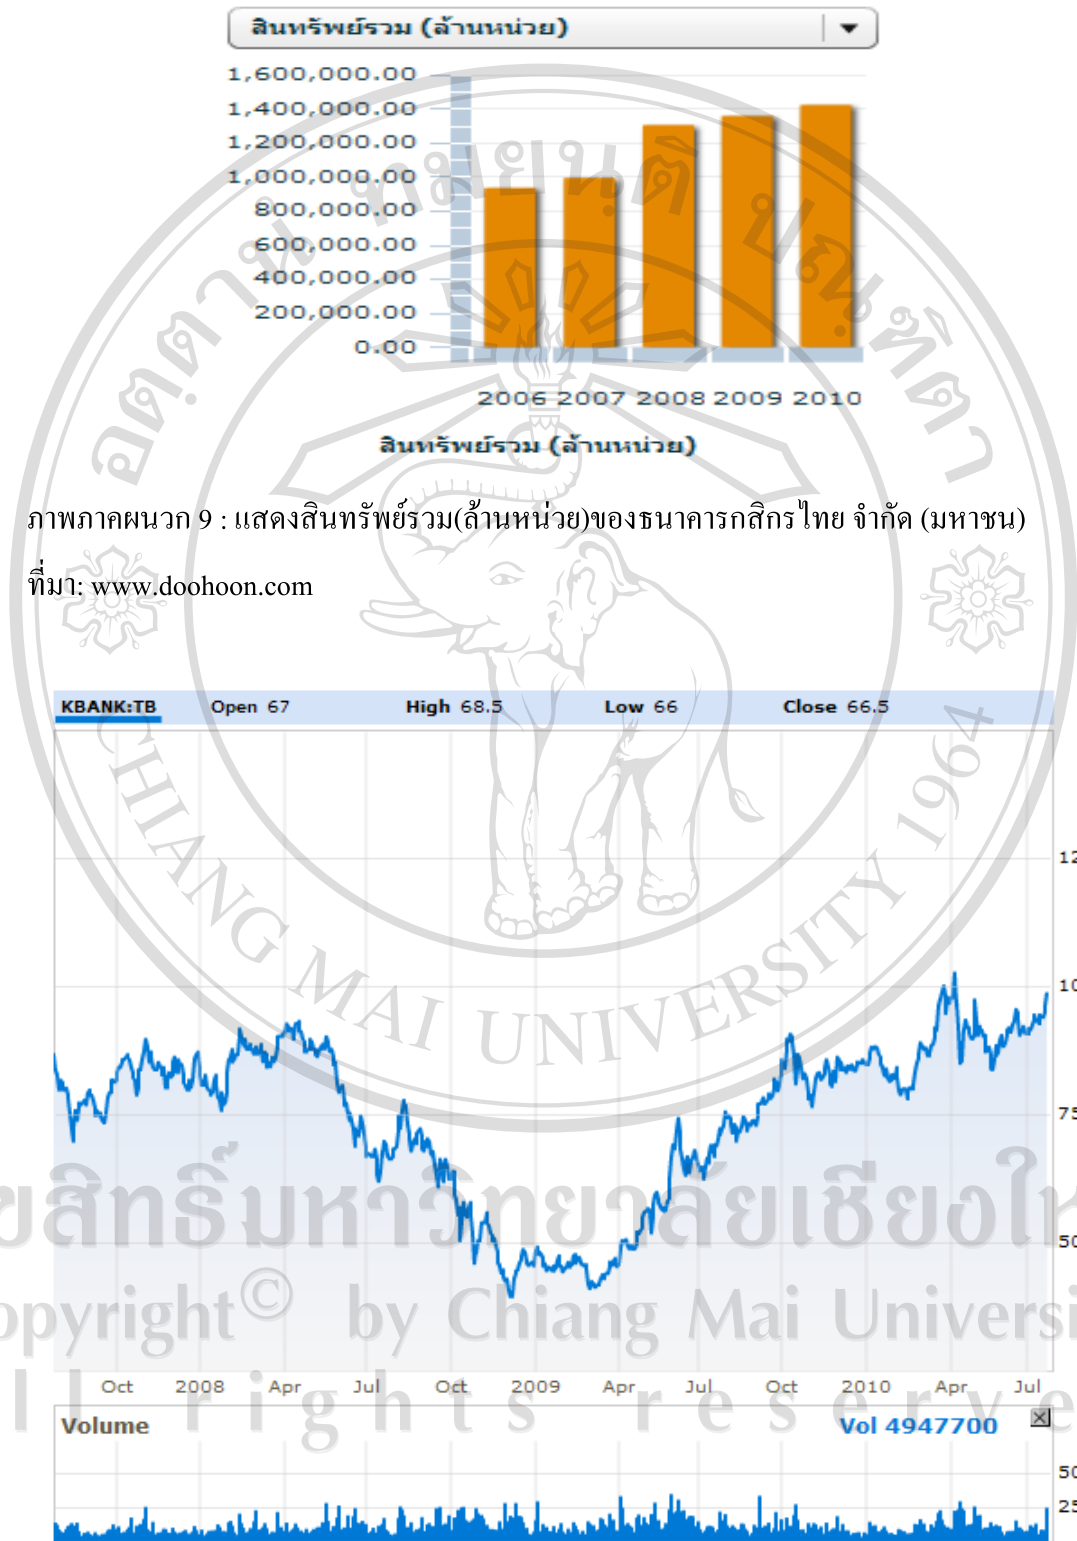 สินทรัพย์รวม (ล้านหน่วย)
1,600,000.00
1,400,000.00
1,200,000.00
1,000,000.00
800,000.00
600,000.00
400,000.00
200,000.00
0.00
2006 2007 2008 2009 2010
สินทรัพย์รวม (ล้านหน่วย)
ภาพภาคผนวก 9 : แสดงสินทรัพย์รวม(ล้านหน่วย)ของธนาคารกสิกรไทย จำกัด (มหาชน)
ที่มา: www.doohoon.com
KBANK:TB Open 67 High 68.5 Low 66 Close 66.5
75
50
Oct 2008 Apr Jul Oct 2009 Apr Jul Oct 2010 Apr Jul
Volume Vol 4947700
50
25
CHIANG MAI UNIVERSITY 1964
by Chiang Mai
rights